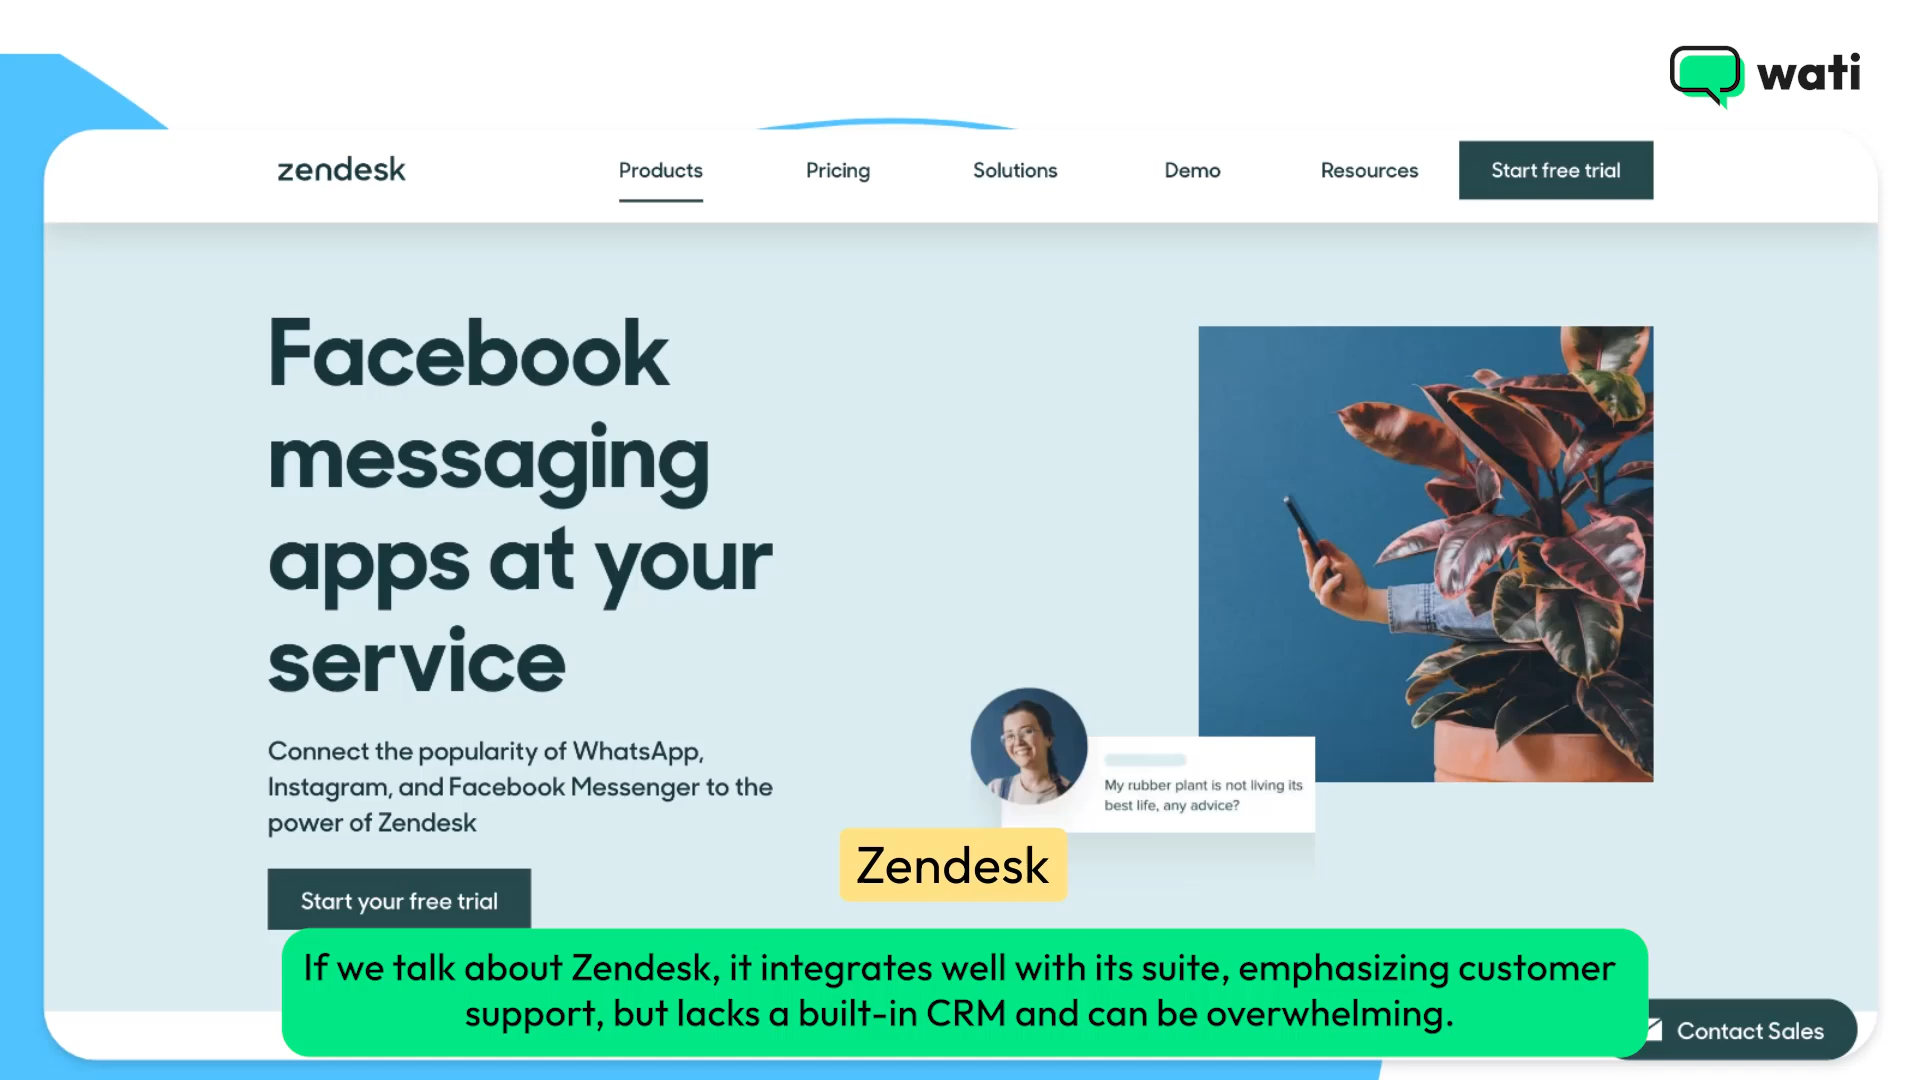 wati
zendesk
Products
Pricing
Solutions
Demo
Resources
Start free trial
Facebook
messaging
apps at your
service
Connect the popularity of WhatsApp,
Instagram, and Facebook Messenger to the
power of Zendesk
Start your free trial
My rubber plant is not living its
best life, any advice?
Zendesk
If we talk about Zendesk, it integrates well with its suite, emphasizing customer
support, but lacks a built-in CRM and can be overwhelming.
Contact Sales